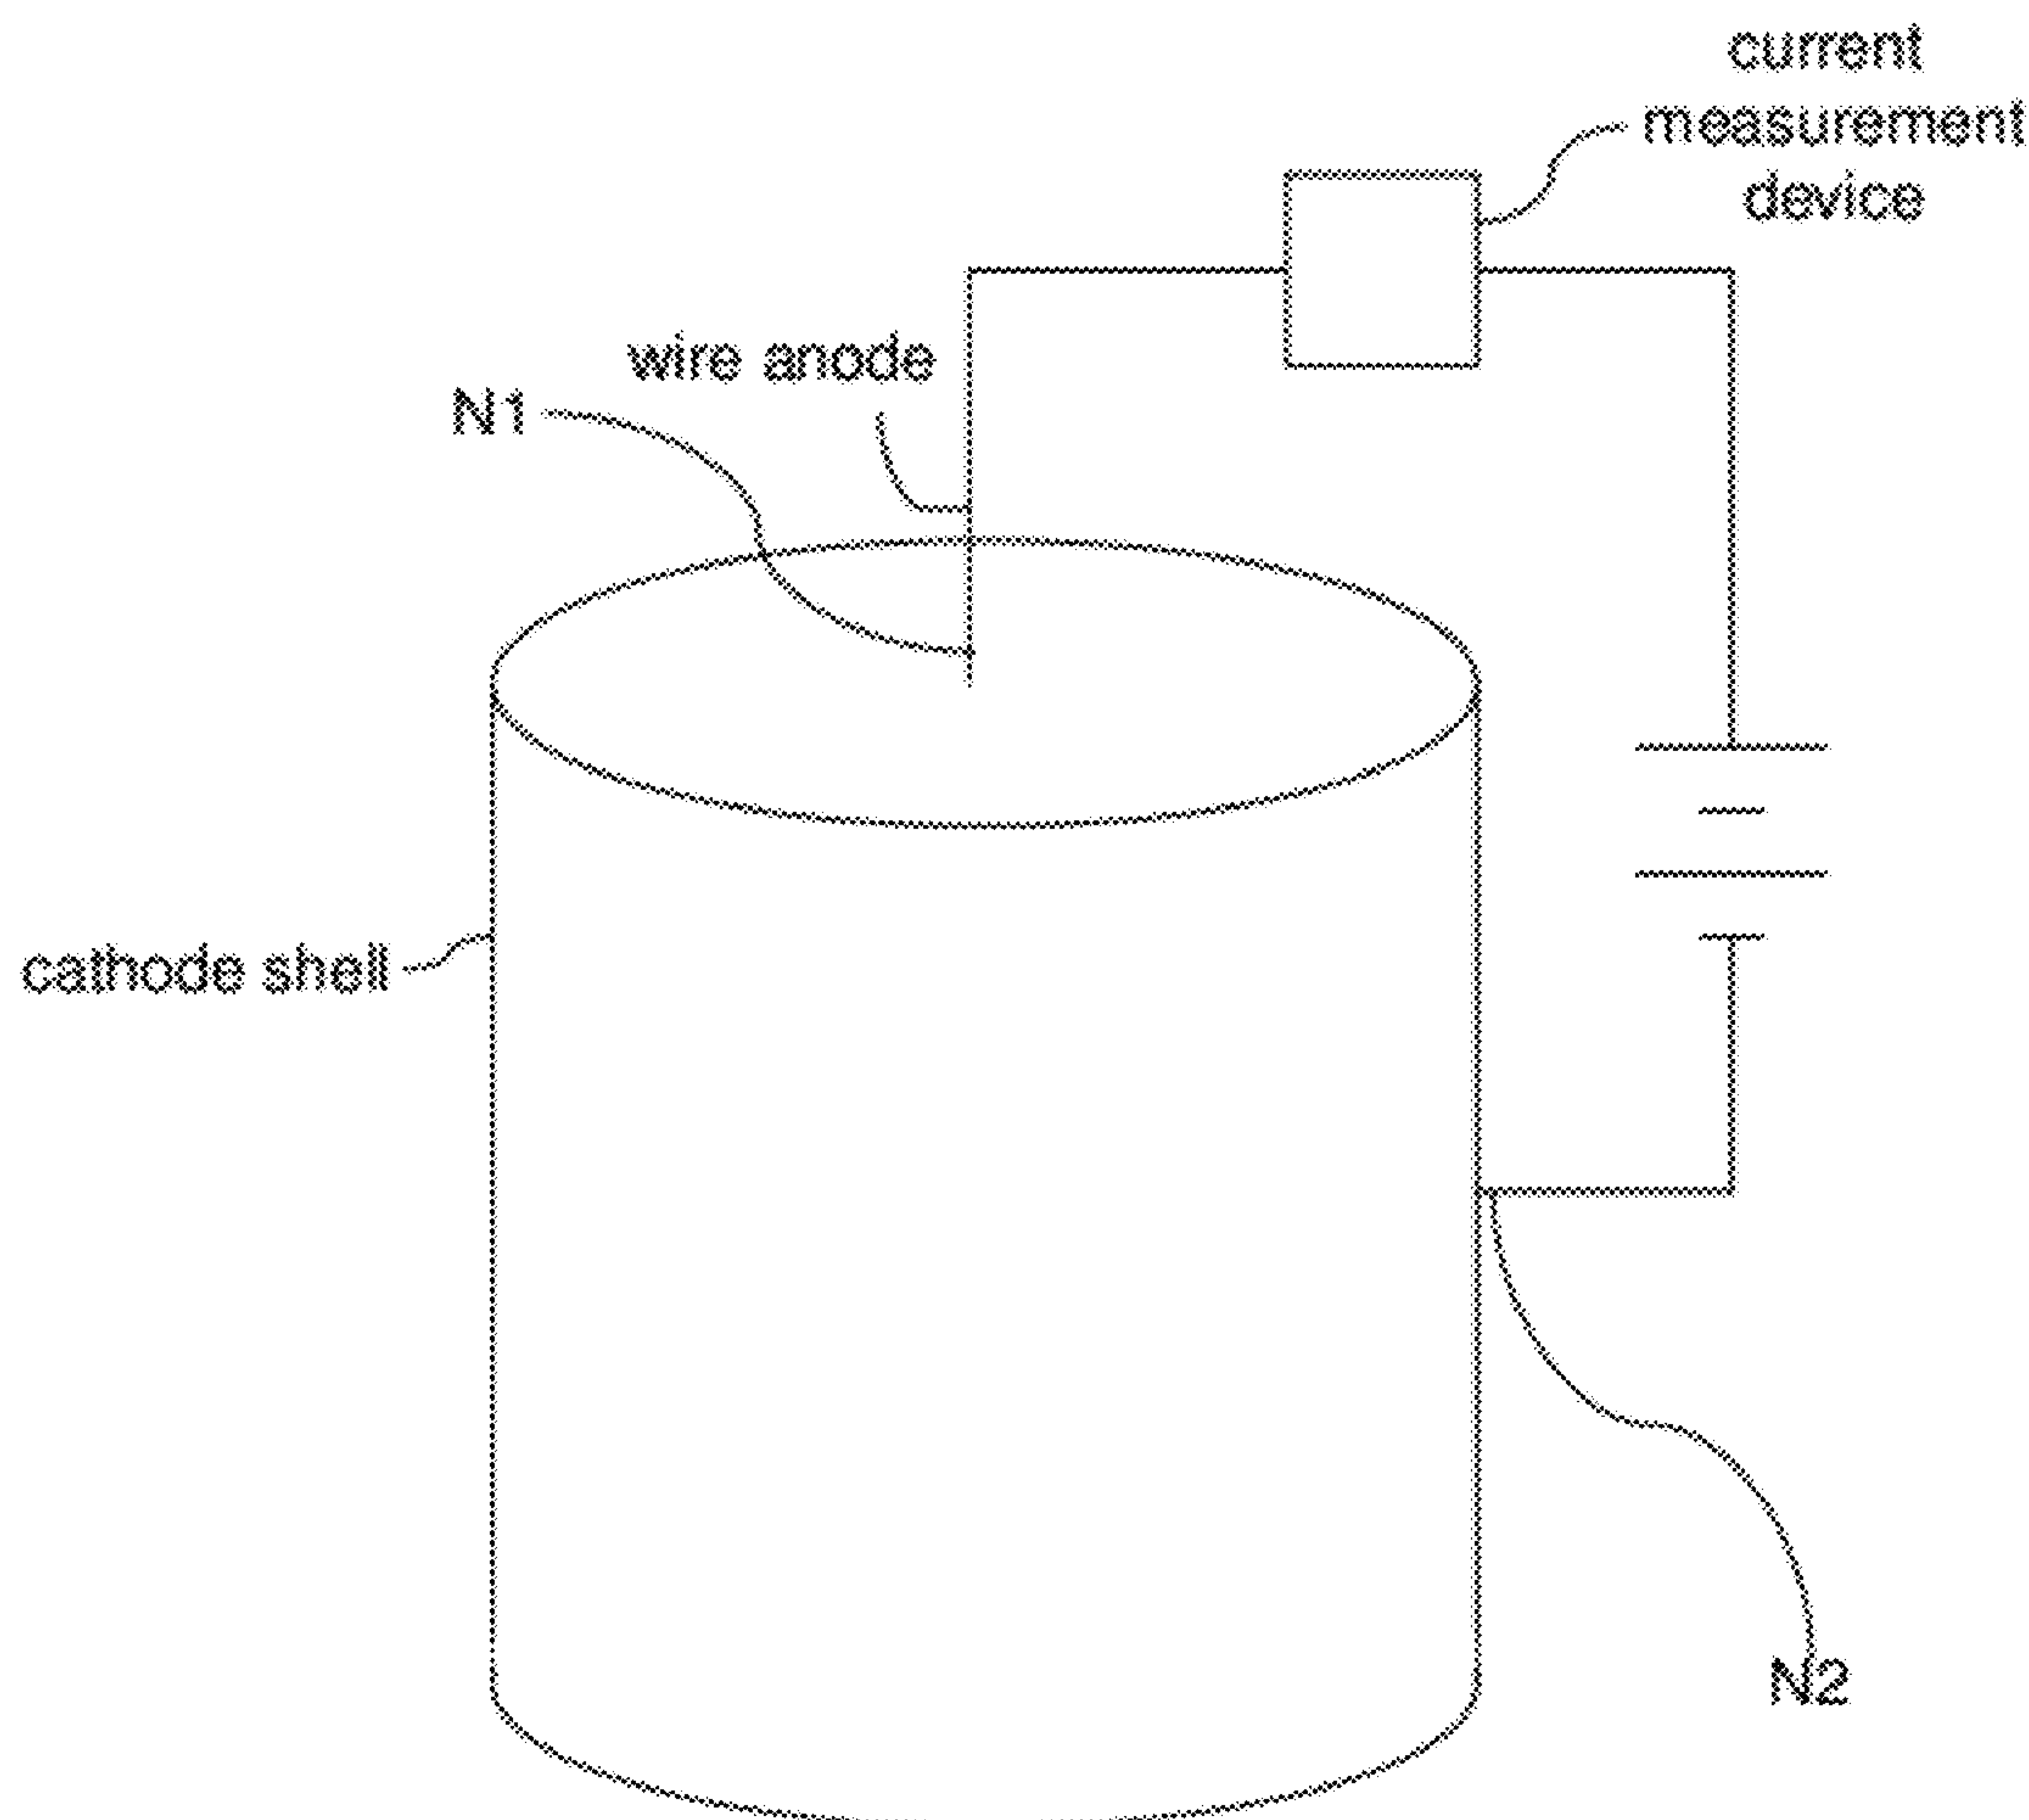 current
measurement
device
wire anode
N1
cathode shell
N2